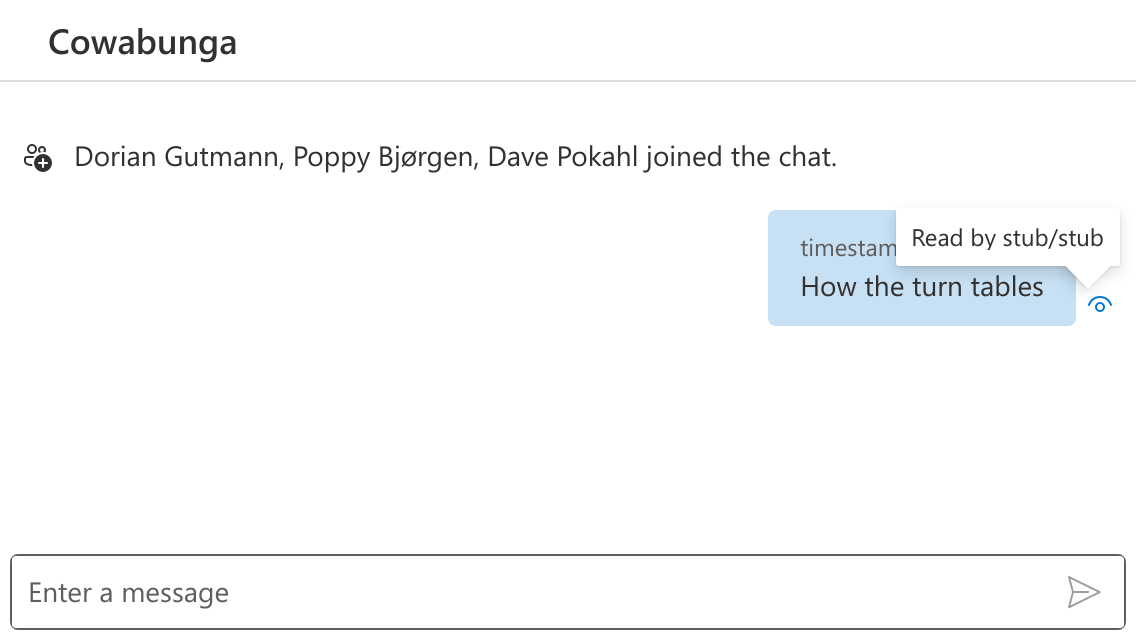 Cowabunga
Dorian Gutmann, Poppy Bjørgen, Dave Pokahl joined the chat.
Read by stub/stub
timestam
How the turn tables
Enter a message